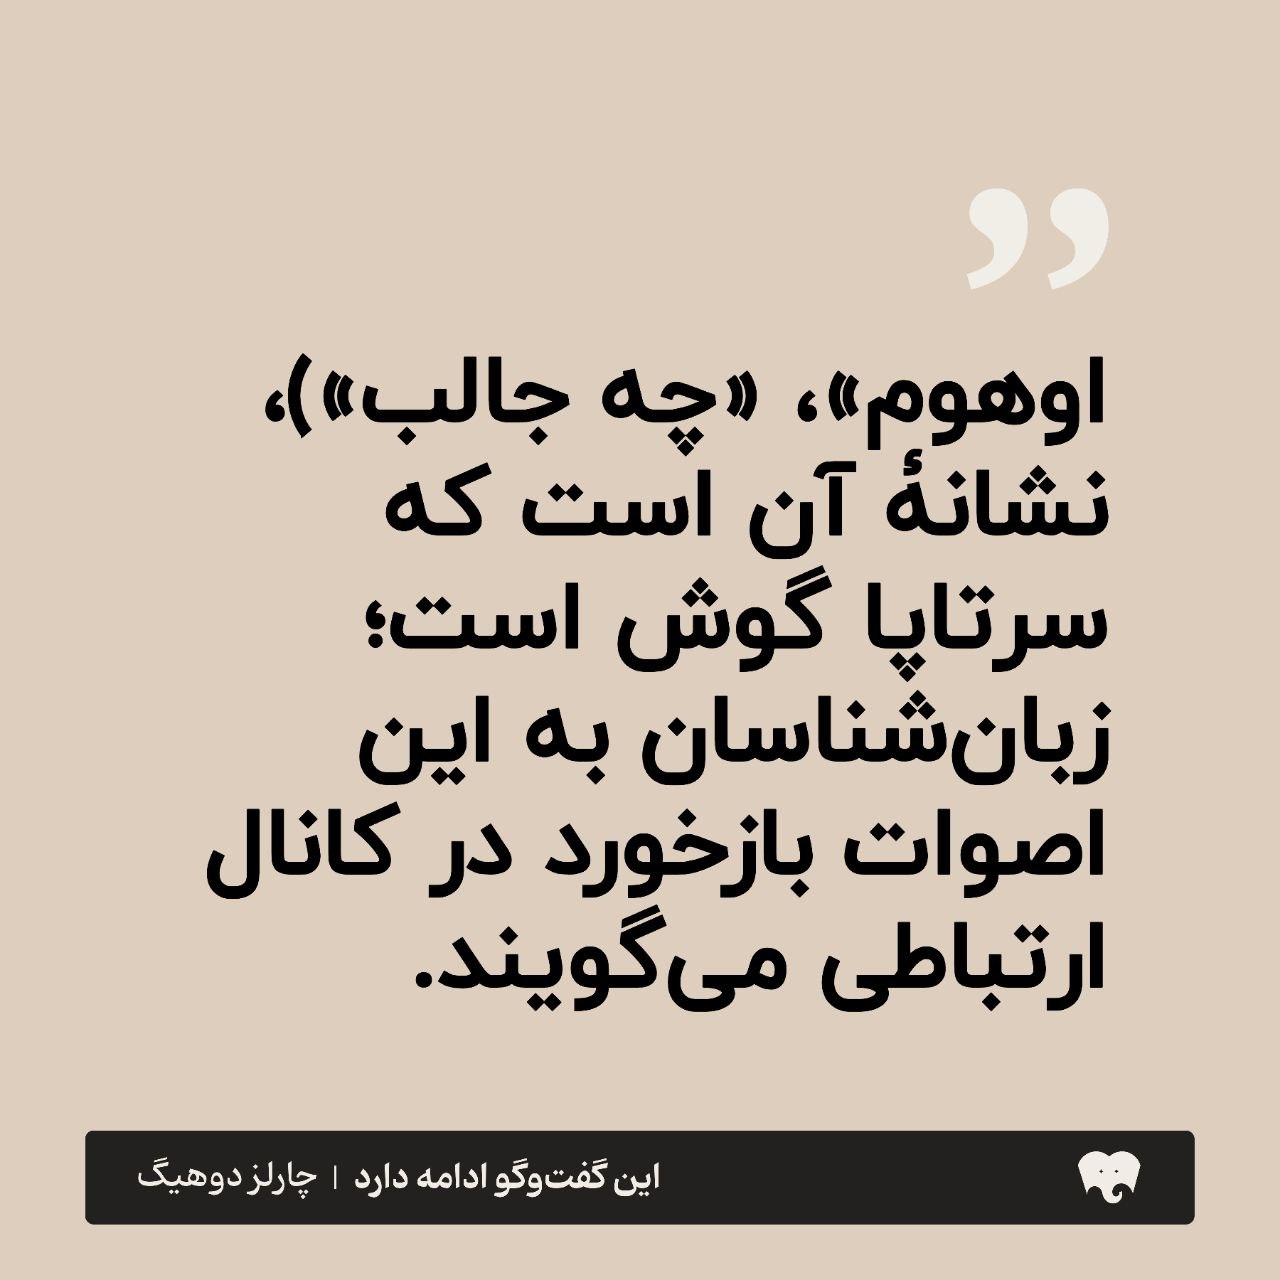 ”
اوهوم»، «چه جالب»)،
نشانهٔ آن است که
سرتاپا گوش است؛
زبان‌شناسان به این
اصوات بازخورد در کانال
ارتباطی می‌گویند.
این گفت‌وگو ادامه دارد | چارلز دوهیگ